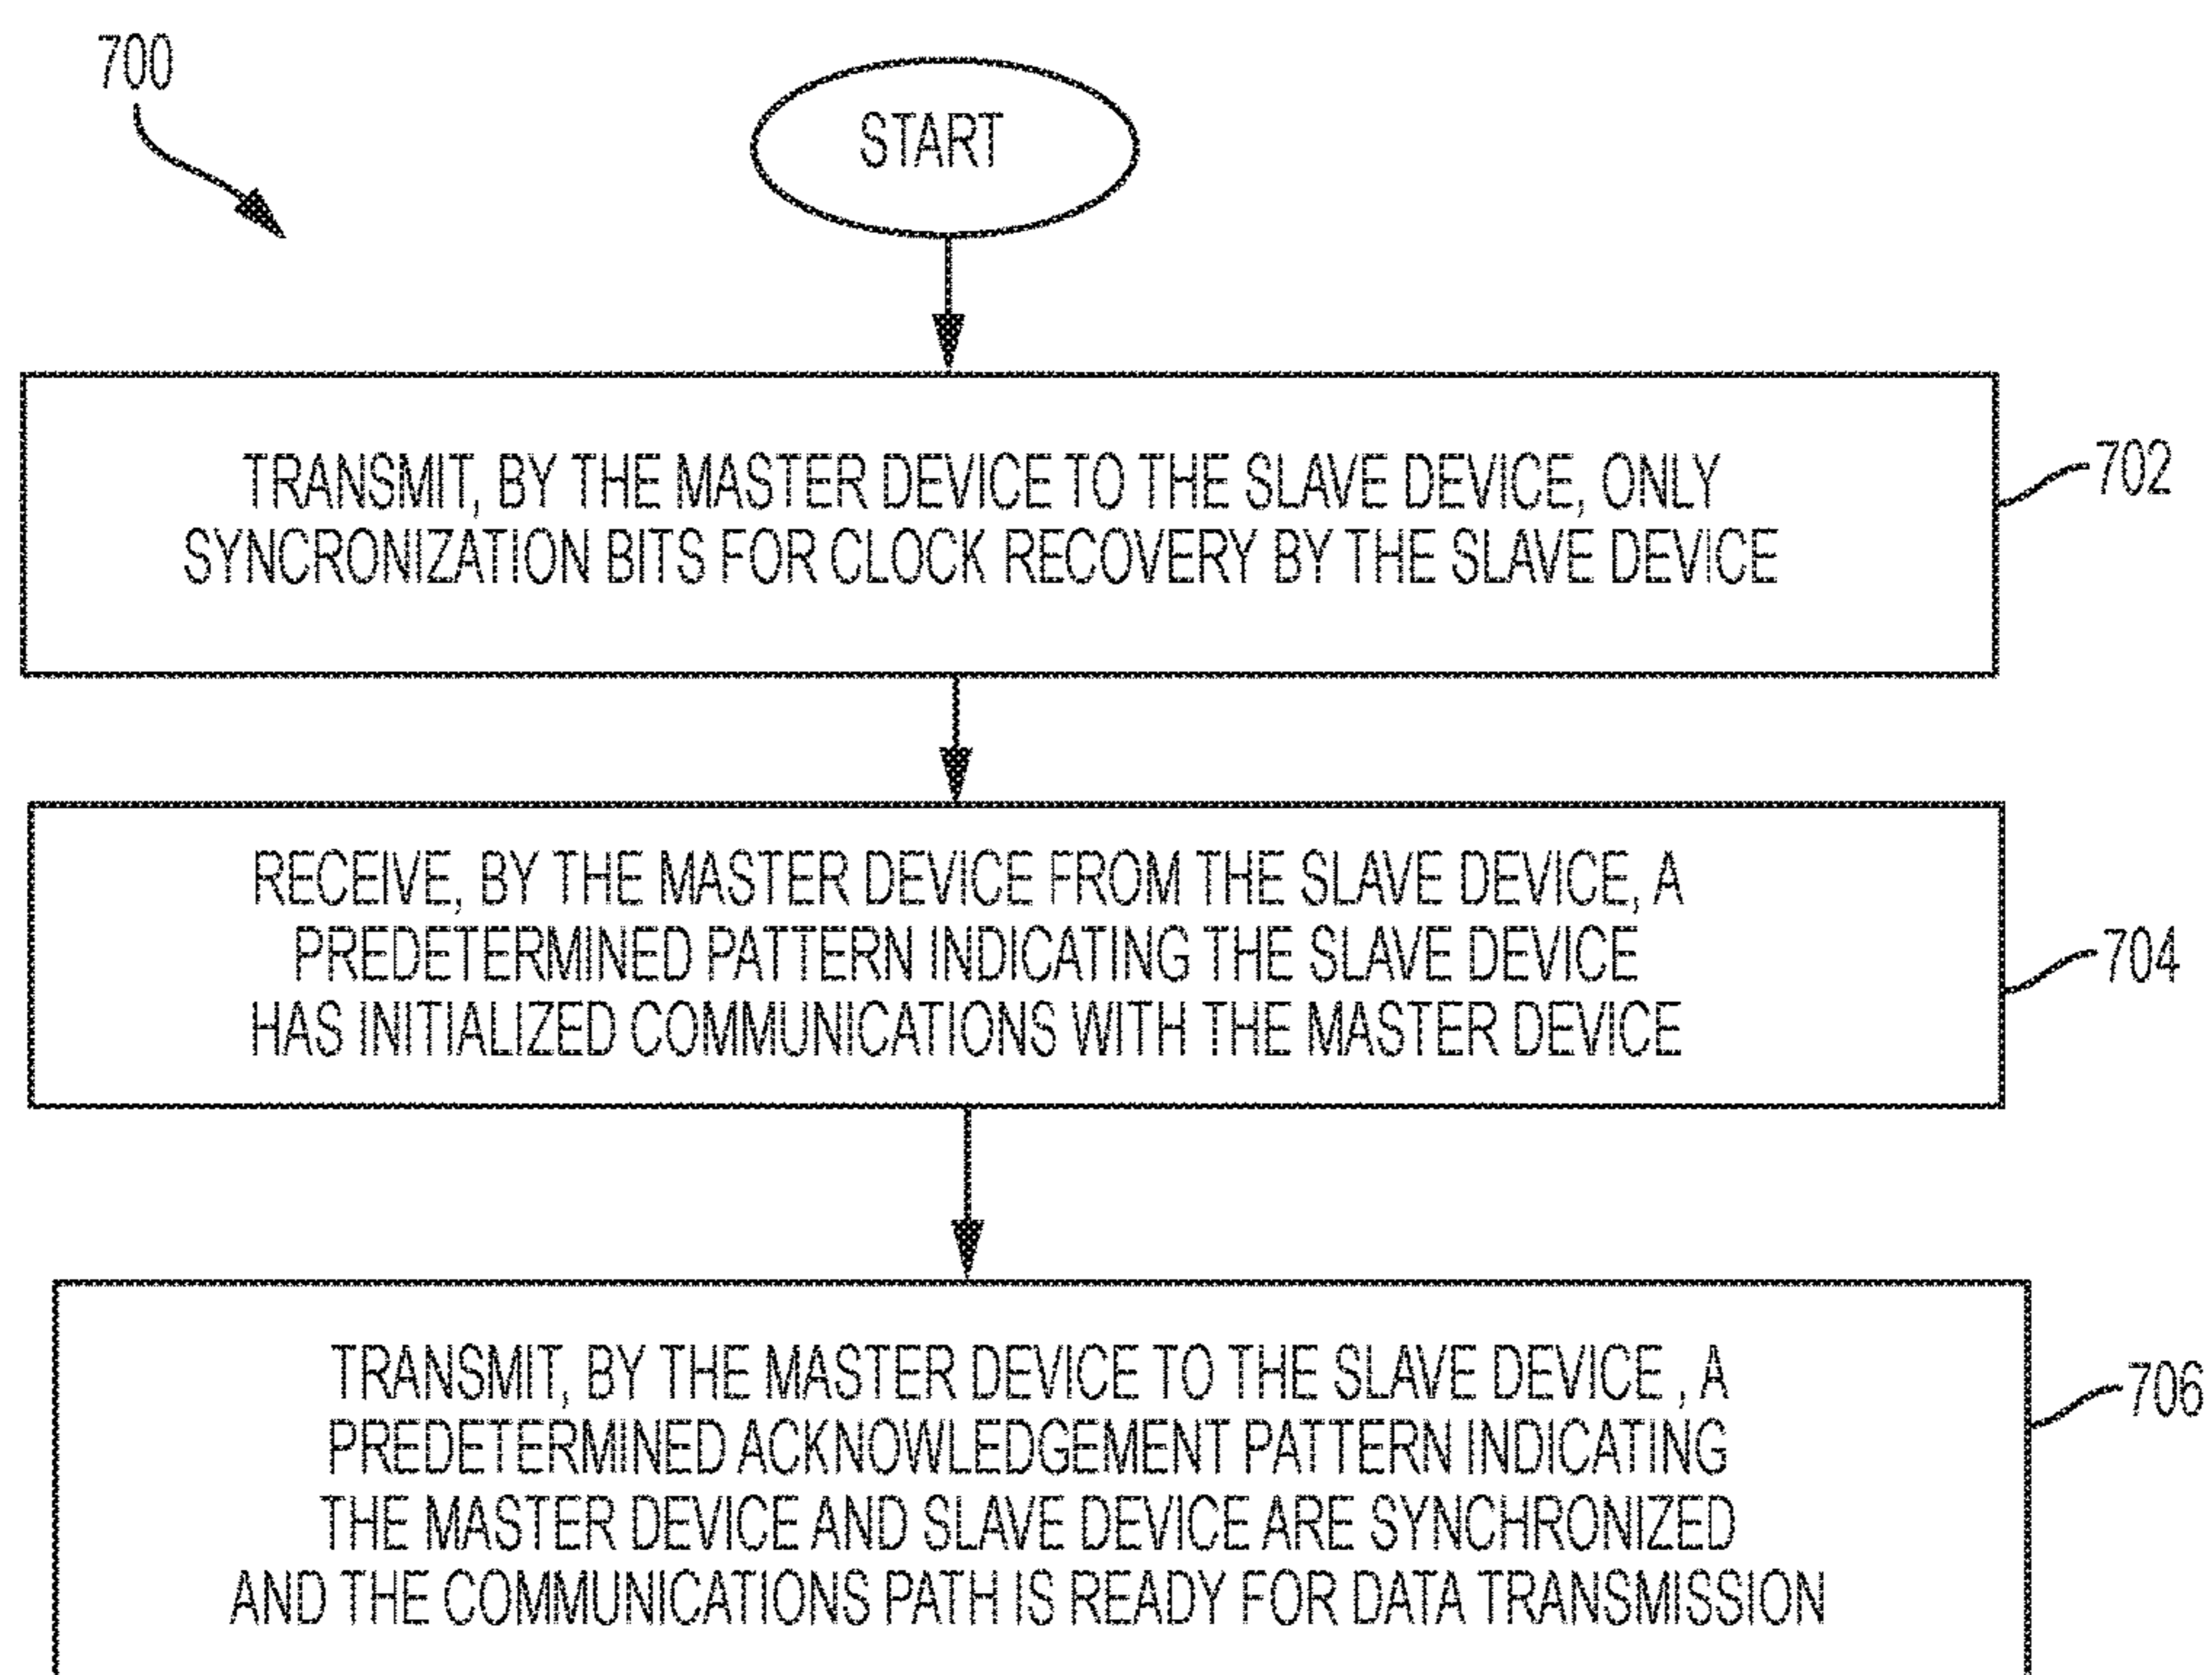 700
START
TRANSMIT, BY THE MASTER DEVICE TO THE SLAVE DEVICE, ONLY
SYNCRONIZATION BITS FOR CLOCK RECOVERY BY THE SLAVE DEVICE
702
RECEIVE, BY THE MASTER DEVICE FROM THE SLAVE DEVICE, A
PREDETERMINED PATTERN INDICATING THE SLAVE DEVICE
HAS INITIALIZED COMMUNICATIONS WITH THE MASTER DEVICE
704
TRANSMIT, BY THE MASTER DEVICE TO THE SLAVE DEVICE , A
PREDETERMINED ACKNOWLEDGEMENT PATTERN INDICATING
THE MASTER DEVICE AND SLAVE DEVICE ARE SYNCHRONIZED
AND THE COMMUNICATIONS PATH IS READY FOR DATA TRANSMISSION
706